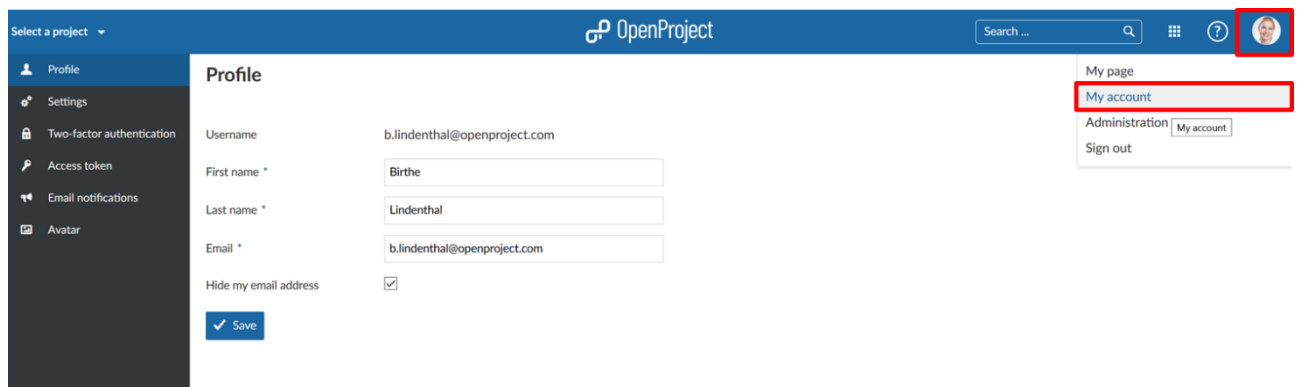 Select a project
OpenProject
Search ...
?
Profile
Settings
Two-factor authentication
Access token
Email notifications
Avatar
Profile
Username b.lindenthal@openproject.com
First name * Birthe
Last name * Lindenthal
Email * b.lindenthal@openproject.com
Hide my email address
Save
My page
My account
Administration
My account
Sign out